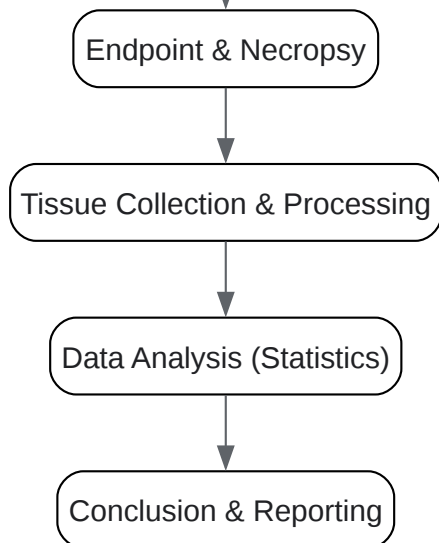 Endpoint & Necropsy
Tissue Collection & Processing
Data Analysis (Statistics)
Conclusion & Reporting